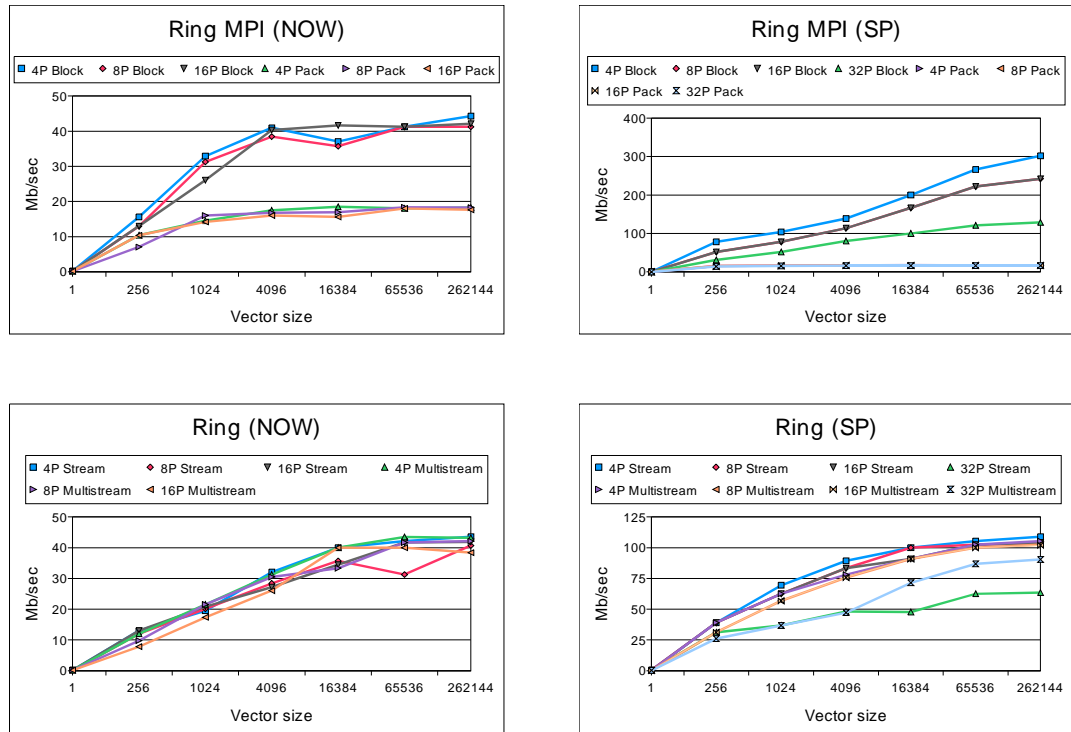 Ring MPI (NOW)
4P Block 8P Block 16P Block 4P Pack 8P Pack 16P Pack
50
40
30
20
10
0
Mb/sec
1 256 1024 4096 16384 65536 262144
Vector size
Ring MPI (SP)
4P Block 8P Block 16P Block 32P Block 4P Pack 8P Pack
16P Pack 32P Pack
400
300
200
100
0
Mb/sec
1 256 1024 4096 16384 65536 262144
Vector size
Ring (NOW)
4P Stream 8P Stream 16P Stream 4P Multistream
8P Multistream 16P Multistream
50
40
30
20
10
0
Mb/sec
1 256 1024 4096 16384 65536 262144
Vector size
Ring (SP)
4P Stream 8P Stream 16P Stream 32P Stream
4P Multistream 8P Multistream 16P Multistream 32P Multistream
125
100
75
50
25
0
Mb/sec
1 256 1024 4096 16384 65536 262144
Vector size